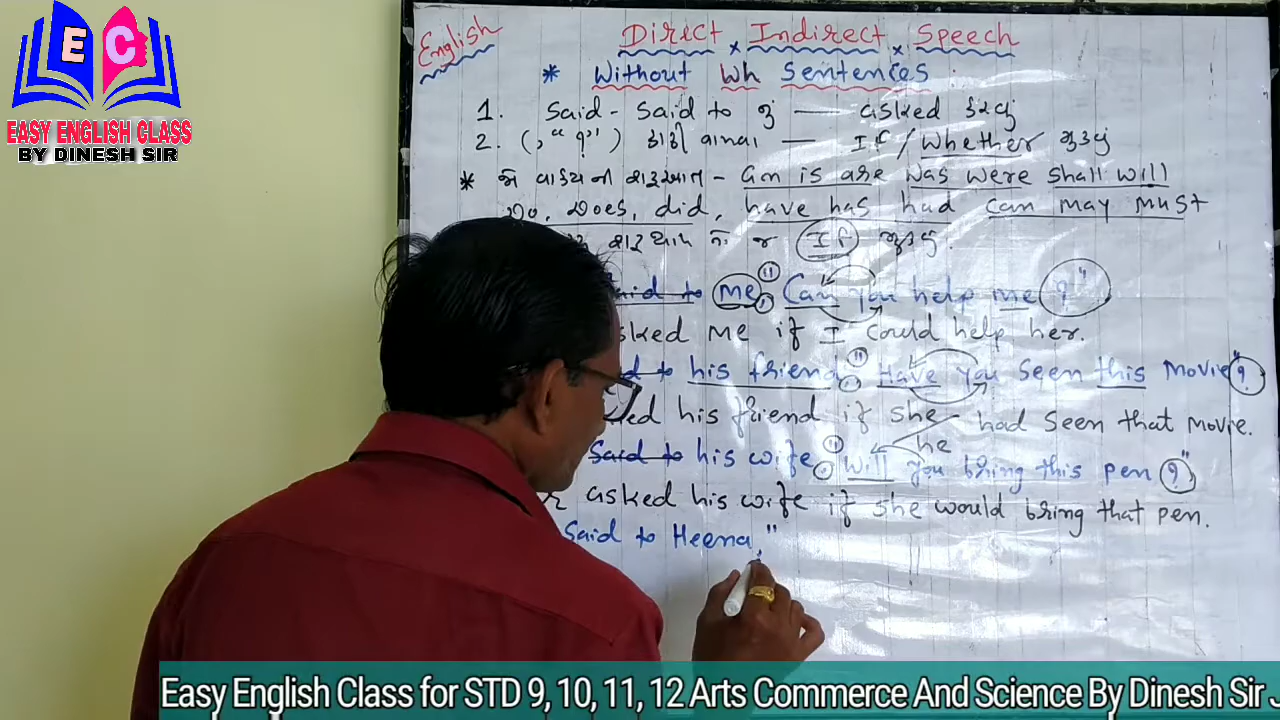 E C
EASY ENGLISH CLASS
BY DINESH SIR
English
Direct x Indirect x Speech
* Without Wh Sentences
1. Said - Said to નું — asked કરવું
2. (, " ?") કાઢી નાખી — If / Whether મૂકવું
* જો વાક્યની શરૂઆત - am is are was were shall will
Do, Does, did, have has had can may must
If મૂકવું.
said to me, " Can you help me ?"
asked me if I could help her.
to his friend, " Have you seen this movie ?"
his friend if she had seen that movie.
he
Said to his wife, " Will you bring this pen ?"
asked his wife if she would bring that pen.
Said to Heena, "
Easy English Class for STD 9, 10, 11, 12 Arts Commerce And Science By Dinesh Sir